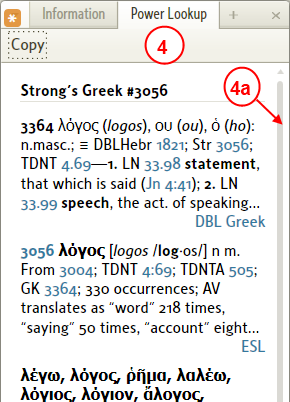 Information
Power Lookup
Copy
4
4a
Strong's Greek #3056
3364 λόγος (logos), ου (ou), ὁ (ho):
n.masc.; ≡ DBLHebr 1821; Str 3056;
TDNT 4.69—1. LN 33.98 statement,
that which is said (Jn 4:41); 2. LN
33.99 speech, the act. of speaking...
DBL Greek
3056 λόγος [logos /log·os/] n m.
From 3004; TDNT 4:69; TDNTA 505;
GK 3364; 330 occurrences; AV
translates as “word” 218 times,
“saying” 50 times, “account” eight...
ESL
λέγω, λόγος, ῥῆμα, λαλέω,
λόγιος, λόγιον, ἄλογος,